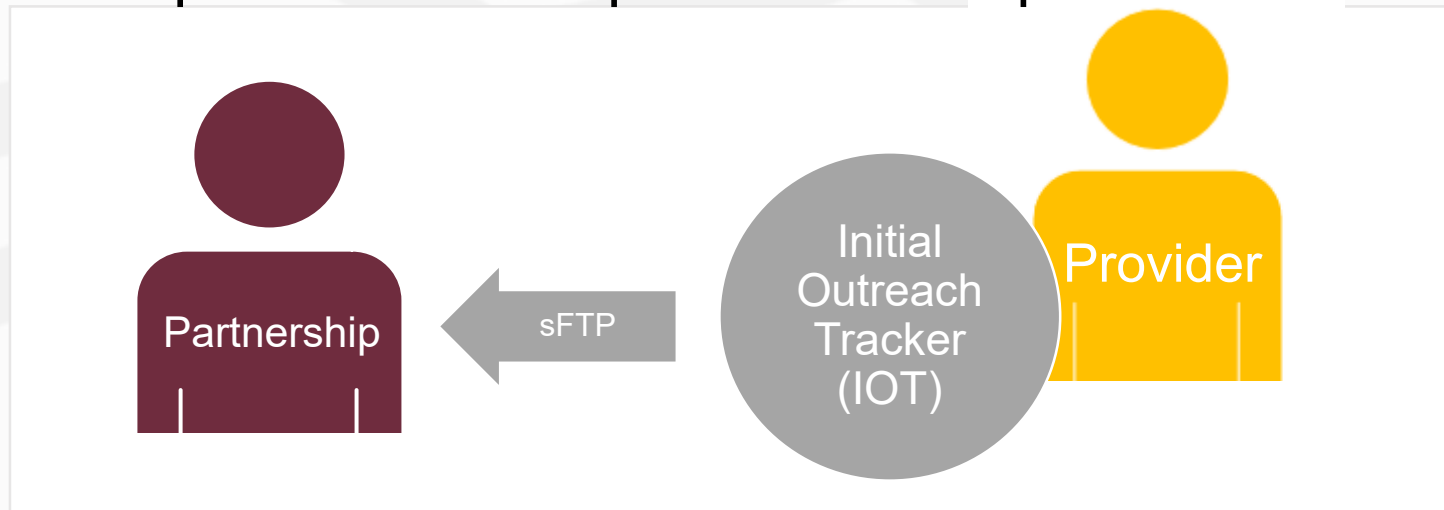 Partnership
sFTP
Initial
Outreach
Tracker
(IOT)
Provider